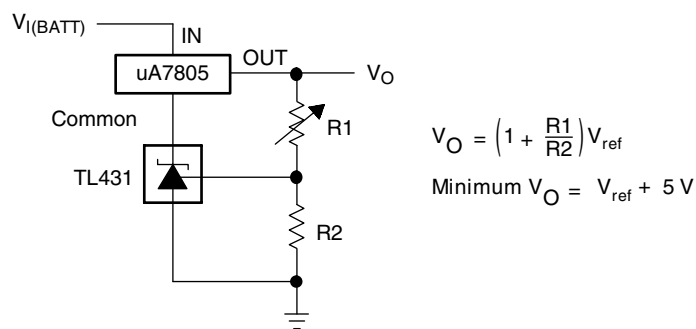 V_I(BATT)
IN
OUT
uA7805
V_O
Common
R1
TL431
R2
V_O = (1 + R1/R2) V_ref
Minimum V_O = V_ref + 5 V